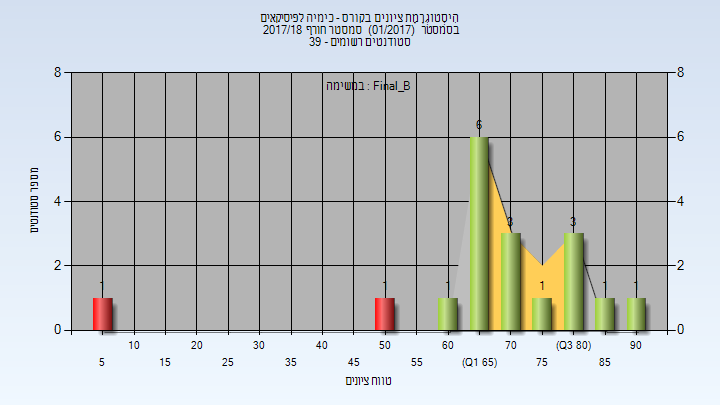 היסטוגרמת ציונים בקורס - כימיה לפיסיקאים
בסמסטר (01/2017) סמסטר חורף 2017/18
סטודנטים רשומים - 39
במשימה : Final_B
מספר סטודנטים
8 8
6 6
4 4
2 2
0 0
1 1 1 6 3 1 3 1 1
10 20 30 40 50 60 70 (Q3 80) 90
5 15 25 35 45 55 (Q1 65) 75 85
טווח ציונים